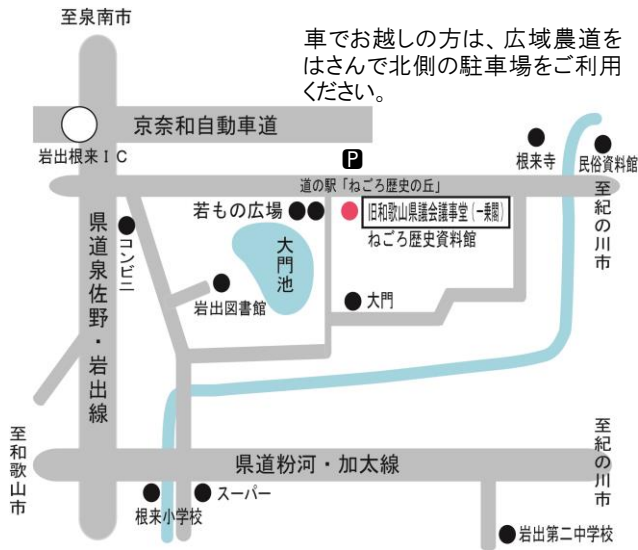 至泉南市
車でお越しの方は、広域農道を
はさんで北側の駐車場をご利用
ください。
京奈和自動車道
岩出根来IC
P
根来寺
民俗資料館
道の駅「ねごろ歴史の丘」
至紀の川市
若もの広場
旧和歌山県議会議事堂(一乗閣)
ねごろ歴史資料館
コンビニ
大門池
県道泉佐野・岩出線
岩出図書館
大門
至和歌山市
県道粉河・加太線
至紀の川市
スーパー
根来小学校
岩出第二中学校